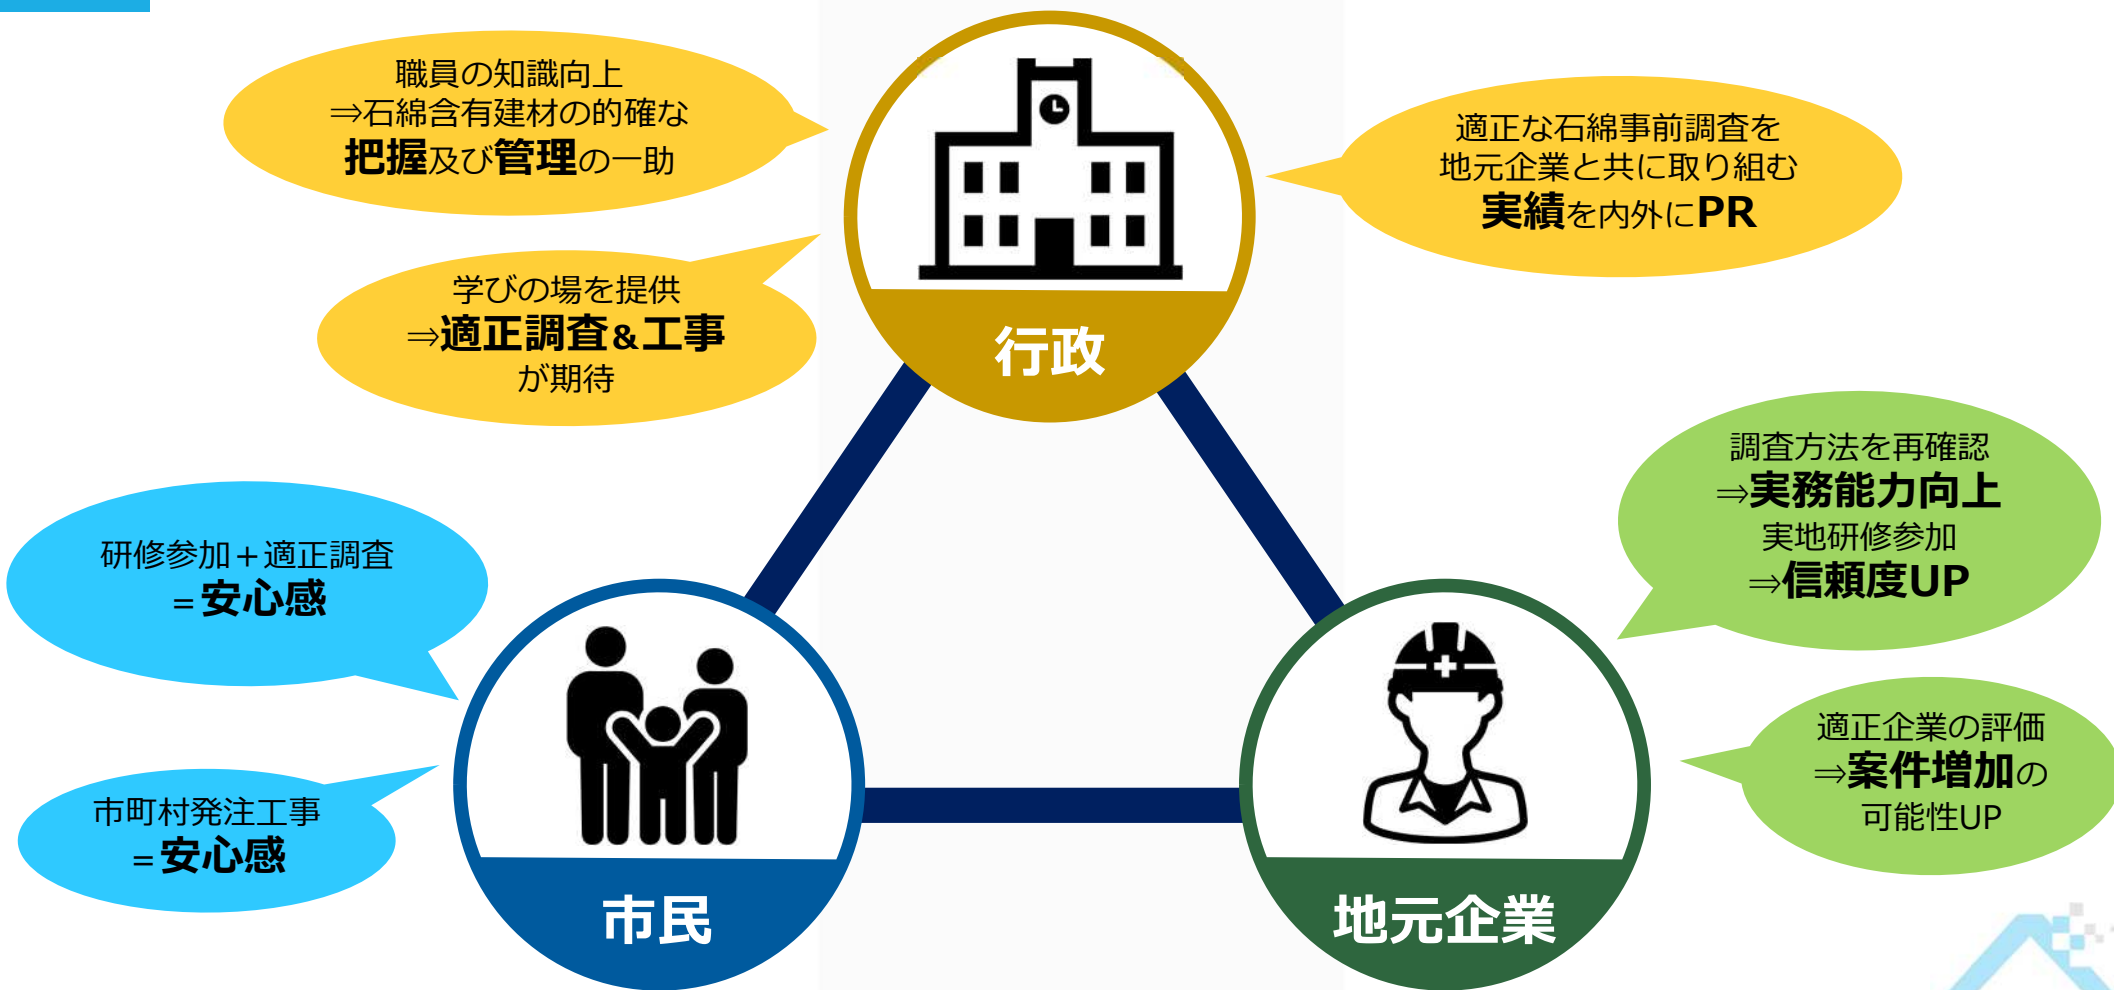 職員の知識向上
⇒石綿含有建材の的確な
把握及び管理の一助
適正な石綿事前調査を
地元企業と共に取り組む
実績を内外にPR
学びの場を提供
⇒適正調査&工事
が期待
行政
調査方法を再確認
⇒実務能力向上
実地研修参加
⇒信頼度UP
研修参加+適正調査
=安心感
適正企業の評価
⇒案件増加の
可能性UP
市町村発注工事
=安心感
市民
地元企業